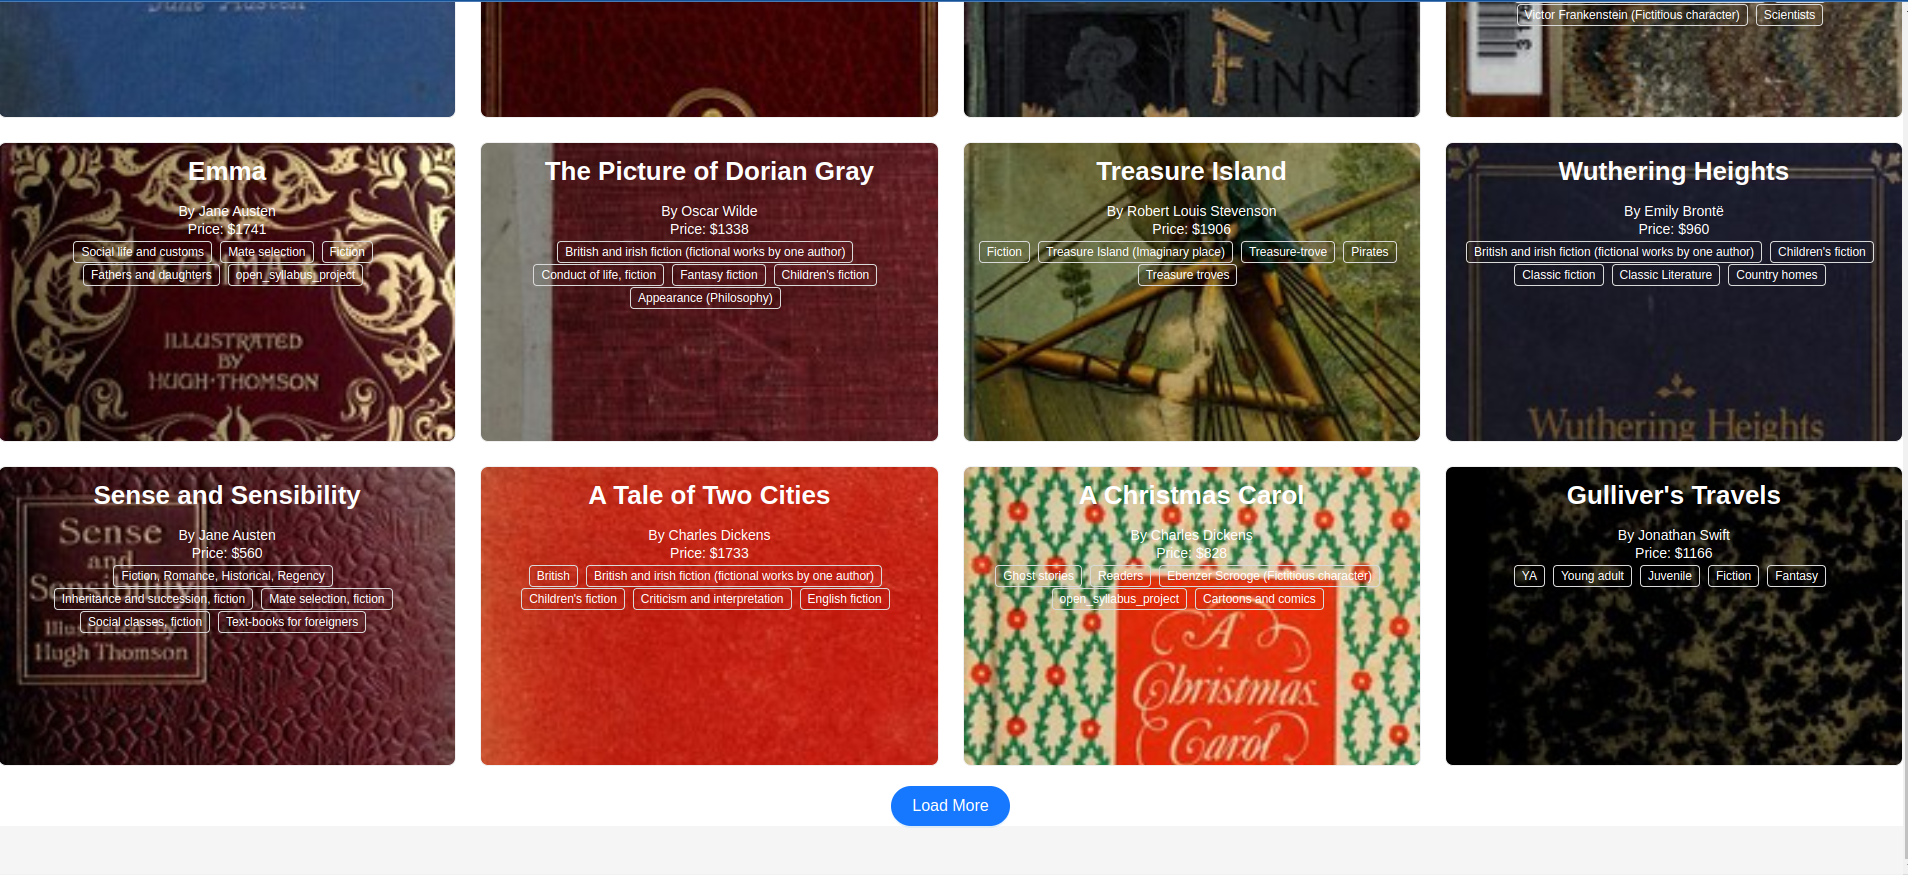 Jane Austen
RY
FINN
Victor Frankenstein (Fictitious character) Scientists
Emma
By Jane Austen
Price: $1741
Social life and customs Mate selection Fiction
Fathers and daughters open_syllabus_project
ILLUSTRATED
BY
HUGH·THOMSON
The Picture of Dorian Gray
By Oscar Wilde
Price: $1338
British and irish fiction (fictional works by one author)
Conduct of life, fiction Fantasy fiction Children's fiction
Appearance (Philosophy)
Treasure Island
By Robert Louis Stevenson
Price: $1906
Fiction Treasure Island (Imaginary place) Treasure-trove Pirates
Treasure troves
Wuthering Heights
By Emily Brontë
Price: $960
British and irish fiction (fictional works by one author) Children's fiction
Classic fiction Classic Literature Country homes
Wuthering Heights
Sense and Sensibility
By Jane Austen
Price: $560
Fiction, Romance, Historical, Regency
Inheritance and succession, fiction Mate selection, fiction
Social classes, fiction Text-books for foreigners
Sense
and
Sensibility
Illustrated by
Hugh Thomson
A Tale of Two Cities
By Charles Dickens
Price: $1733
British British and irish fiction (fictional works by one author)
Children's fiction Criticism and interpretation English fiction
A Christmas Carol
By Charles Dickens
Price: $828
Ghost stories Readers Ebenzer Scrooge (Fictitious character)
open_syllabus_project Cartoons and comics
A
Christmas
Carol
Gulliver's Travels
By Jonathan Swift
Price: $1166
YA Young adult Juvenile Fiction Fantasy
Load More